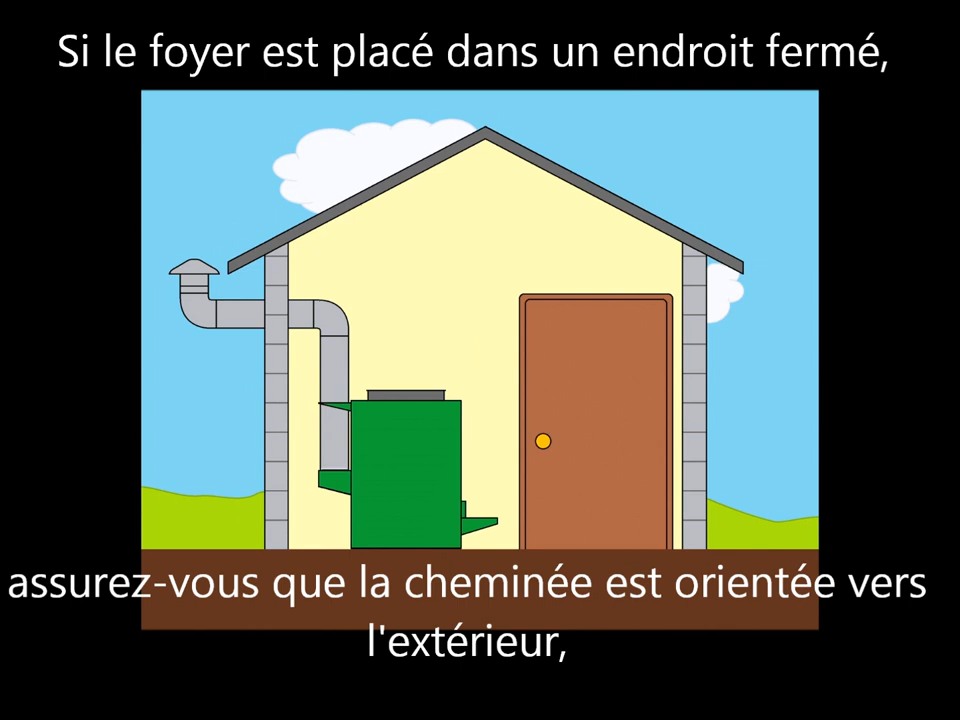 Si le foyer est placé dans un endroit fermé,
assurez-vous que la cheminée est orientée vers
l'extérieur,